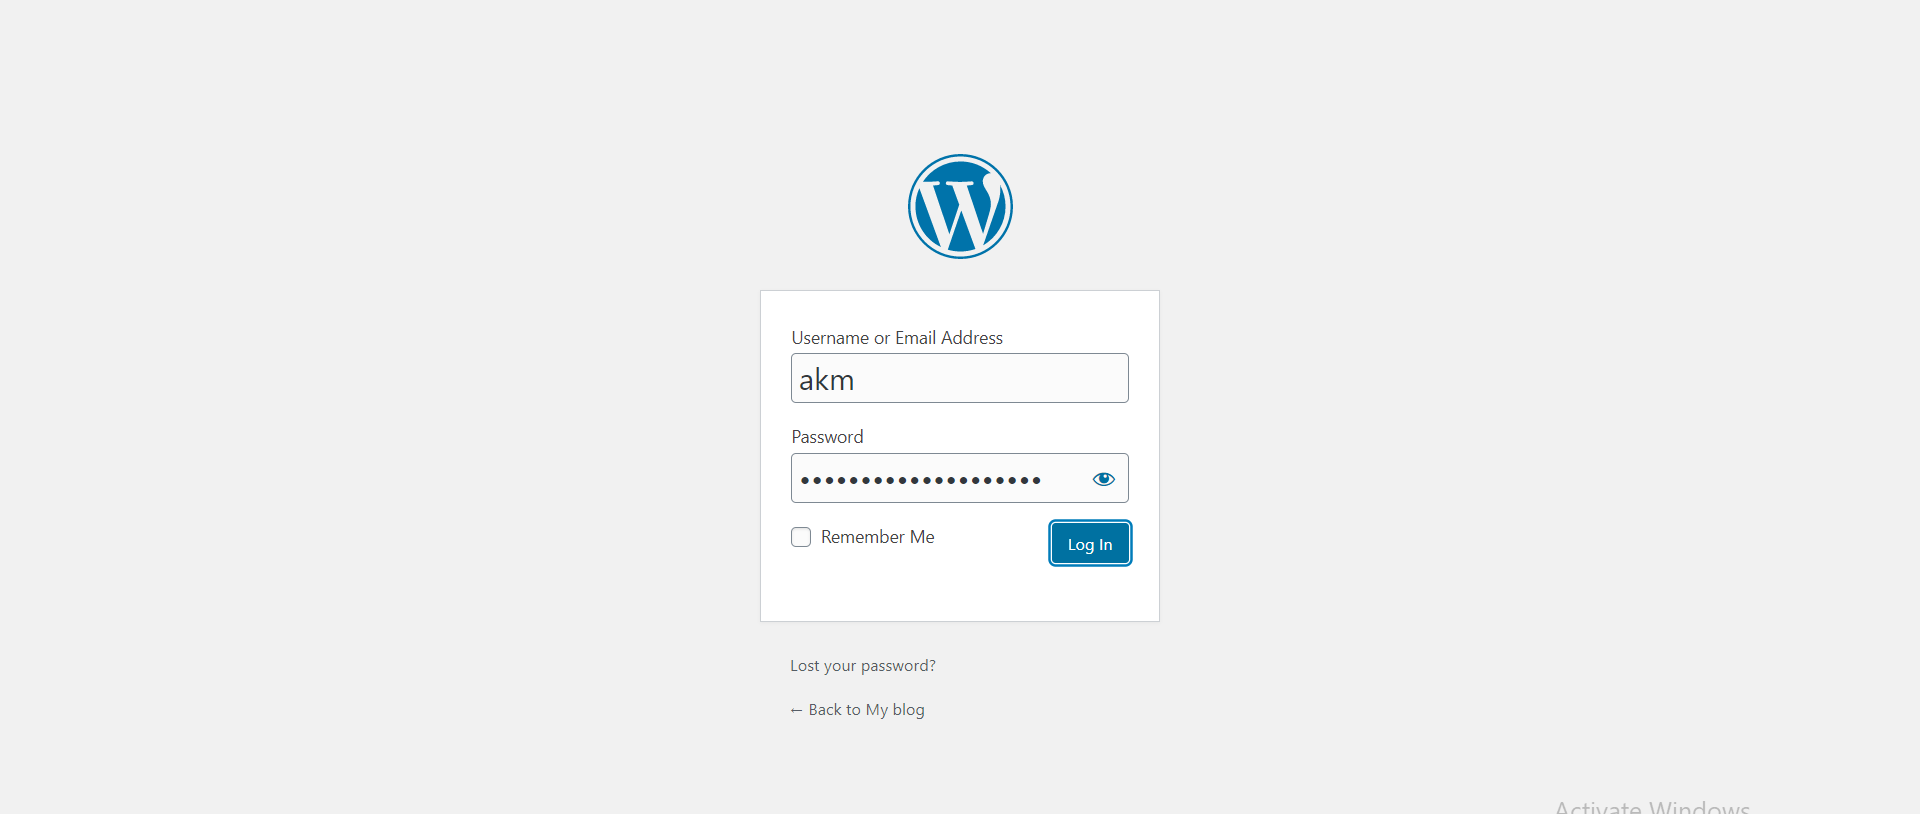 Username or Email Address
akm
Password
••••••••••••••••••••
Remember Me
Log In
Lost your password?
← Back to My blog
Activate Windows